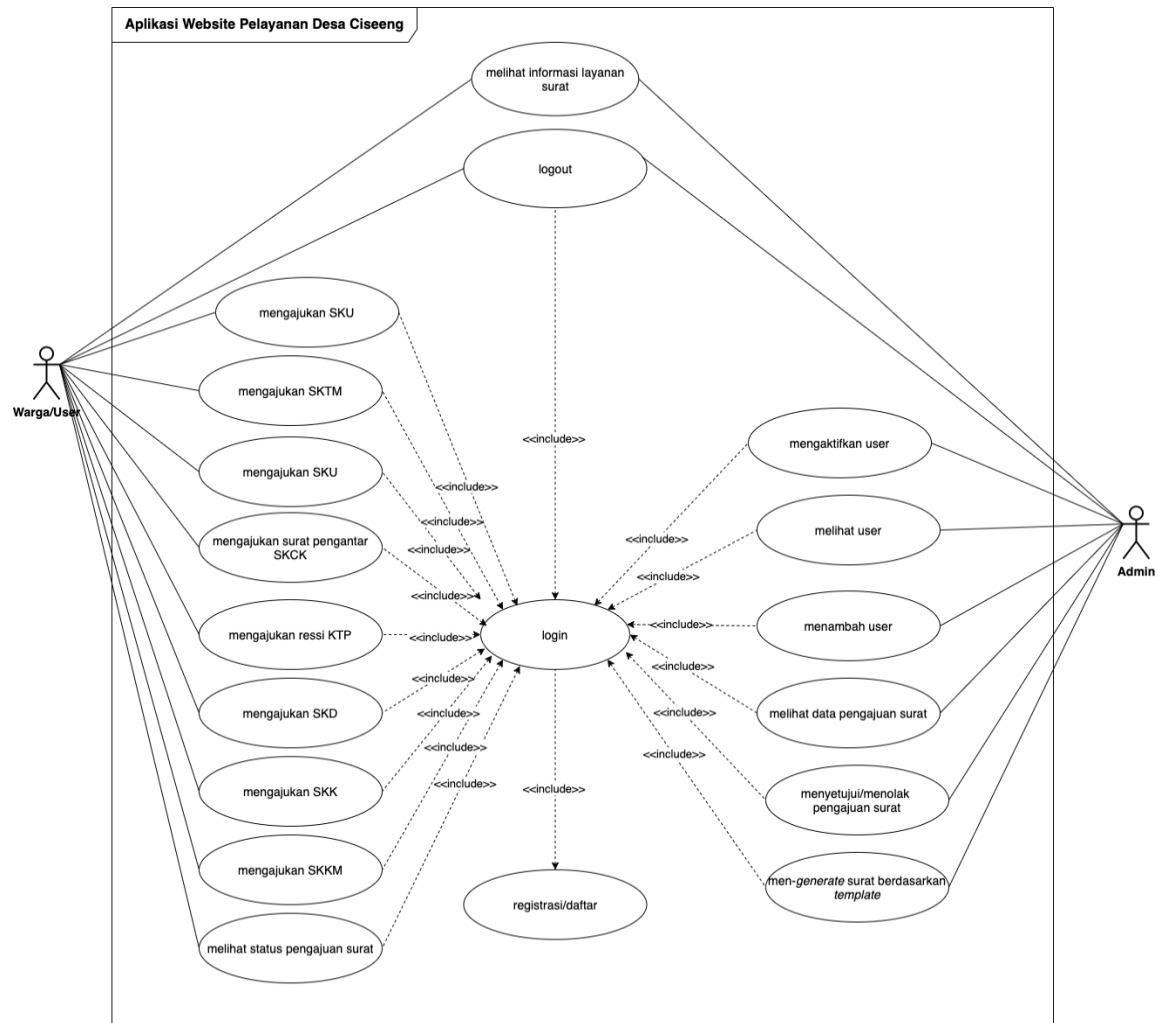 Aplikasi Website Pelayanan Desa Ciseeng
melihat informasi layanan
surat
logout
mengajukan SKU
Warga/User
mengajukan SKTM
mengajukan SKU
mengajukan surat pengantar
SKCK
mengajukan ressi KTP
mengajukan SKD
mengajukan SKK
mengajukan SKKM
melihat status pengajuan surat
<<include>>
<<include>>
<<include>>
<<include>>
<<include>>
<<include>>
<<include>>
<<include>>
<<include>>
<<include>>
login
<<include>>
registrasi/daftar
<<include>>
<<include>>
<<include>>
<<include>>
<<include>>
<<include>>
mengaktifkan user
melihat user
menambah user
melihat data pengajuan surat
menyetujui/menolak
pengajuan surat
men-generate surat berdasarkan
template
Admin